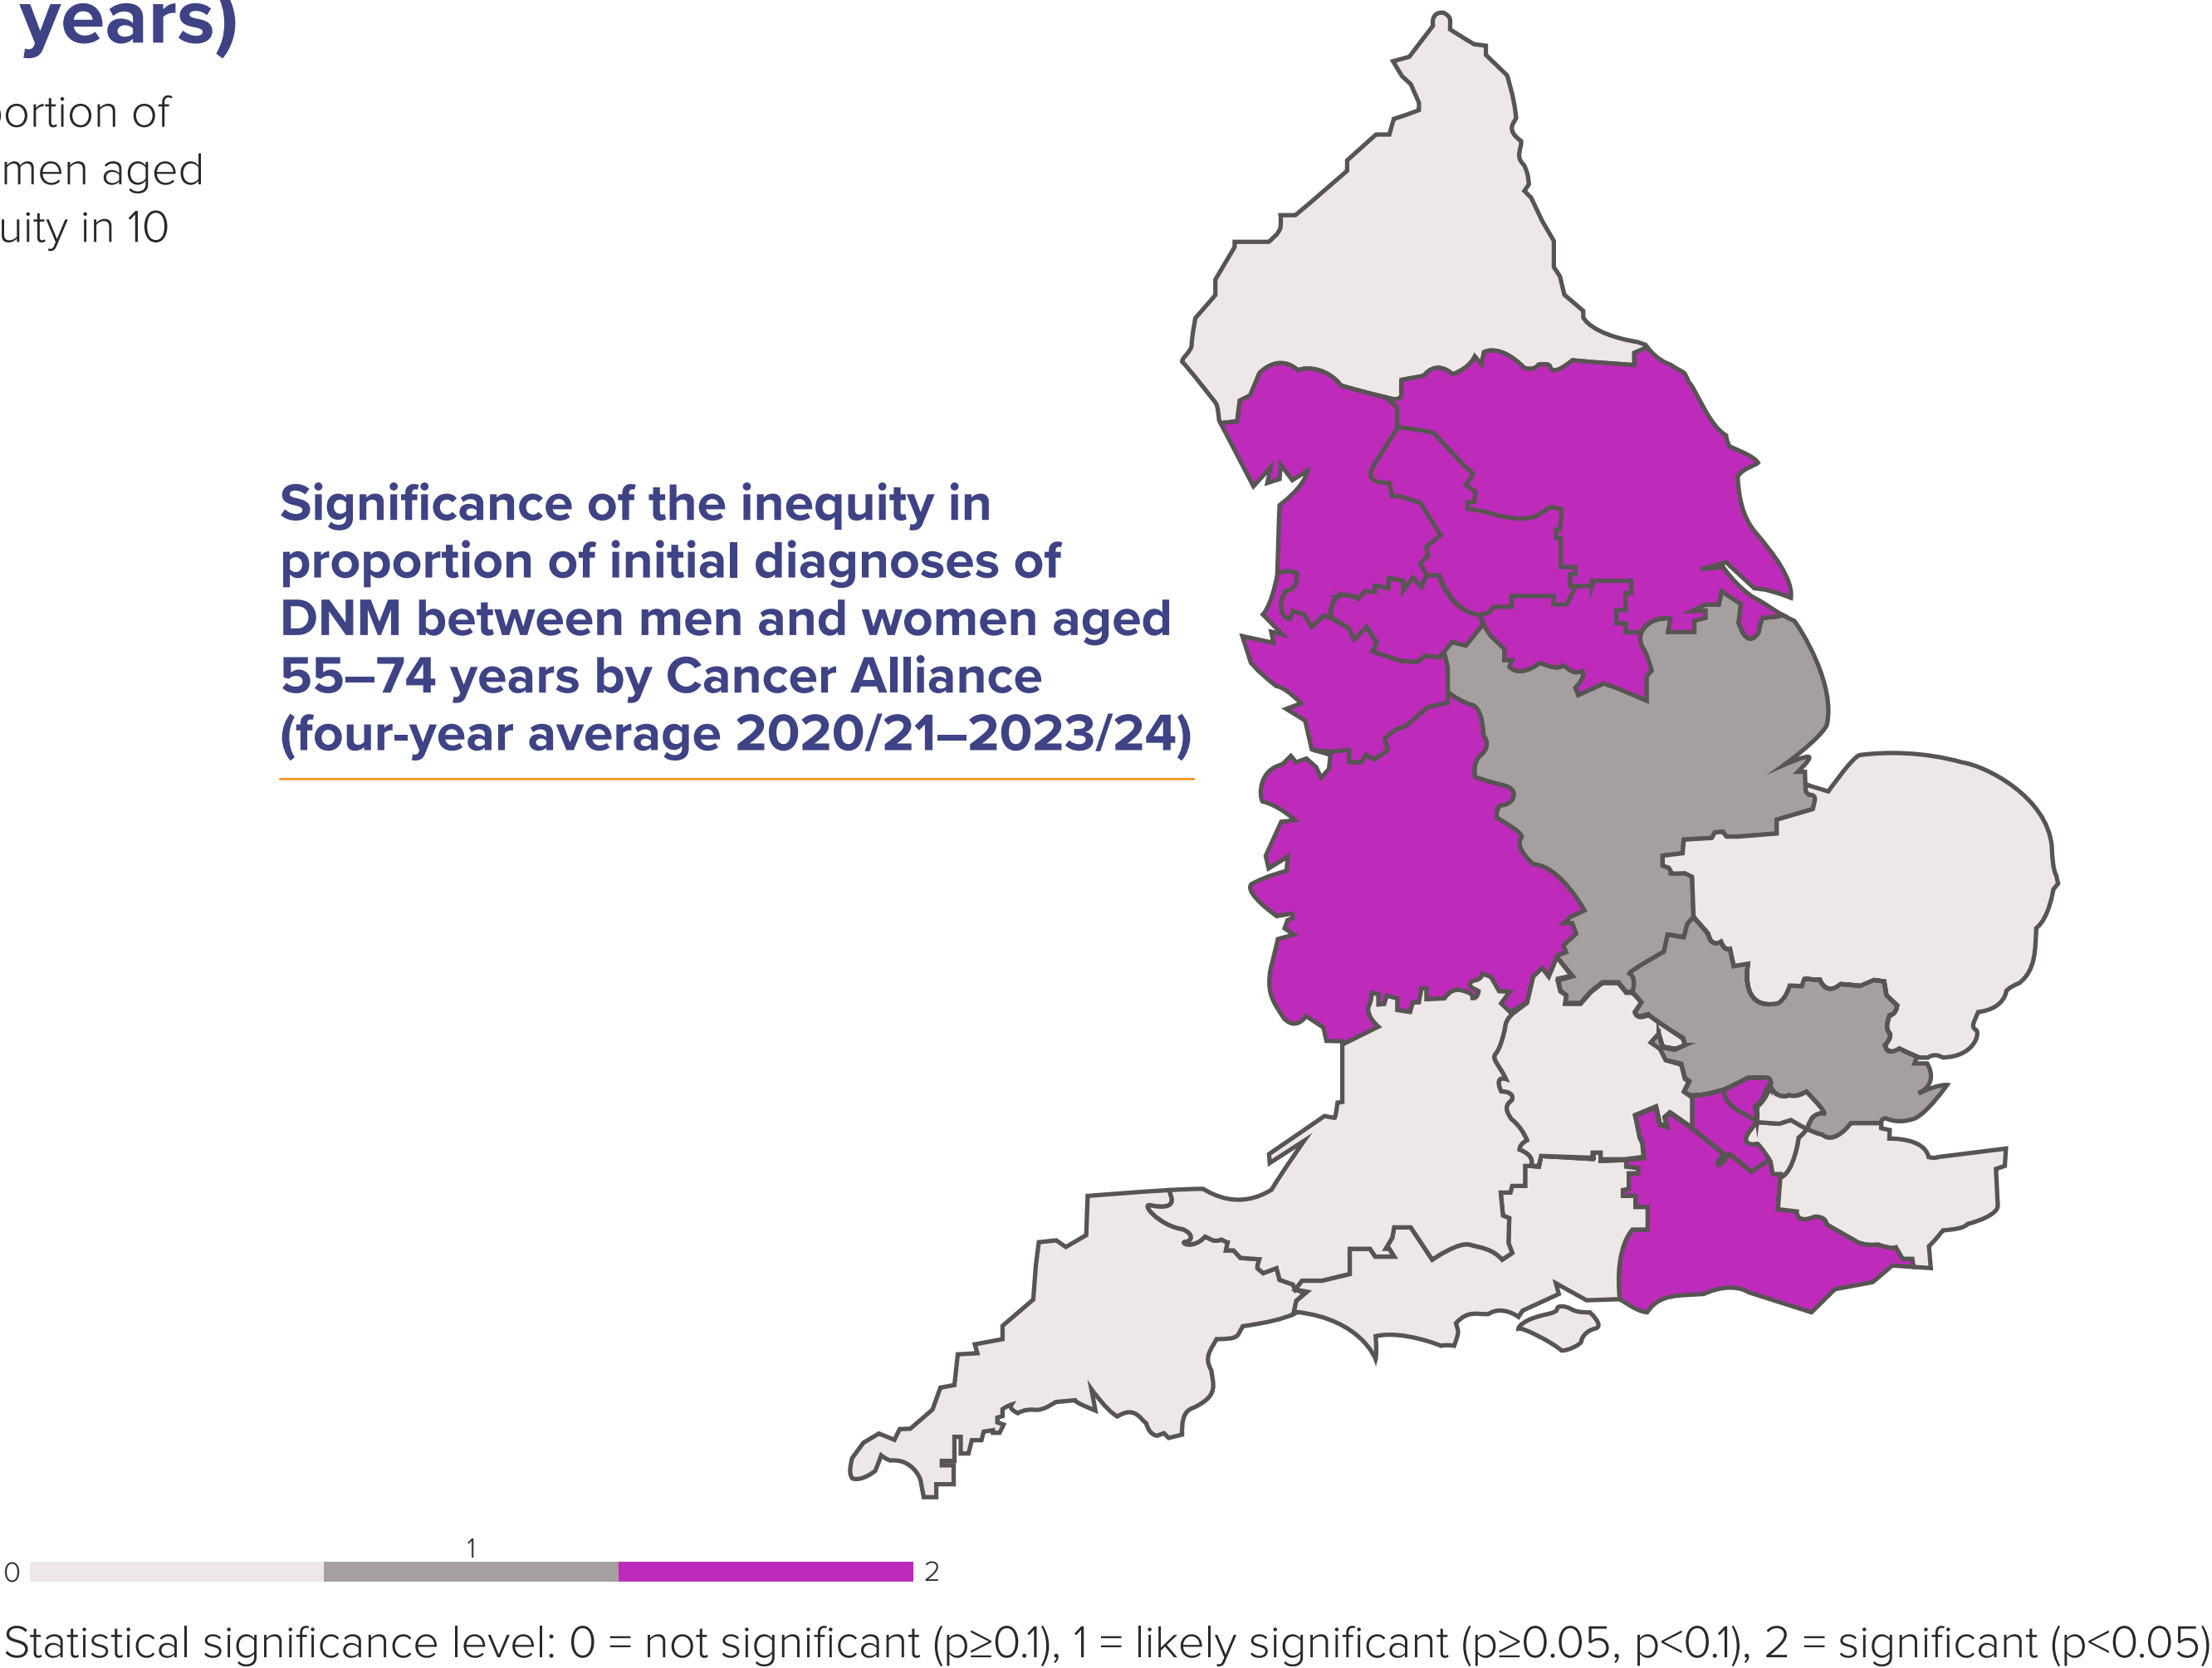 years)
ortion of
men aged
uity in 10
Significance of the inequity in
proportion of initial diagnoses of
DNM between men and women aged
55–74 years by Cancer Alliance
(four-year average 2020/21–2023/24)
1
0 2
Statistical significance level: 0 = not significant (p≥0.1), 1 = likely significant (p≥0.05, p<0.1), 2 = significant (p<0.05)